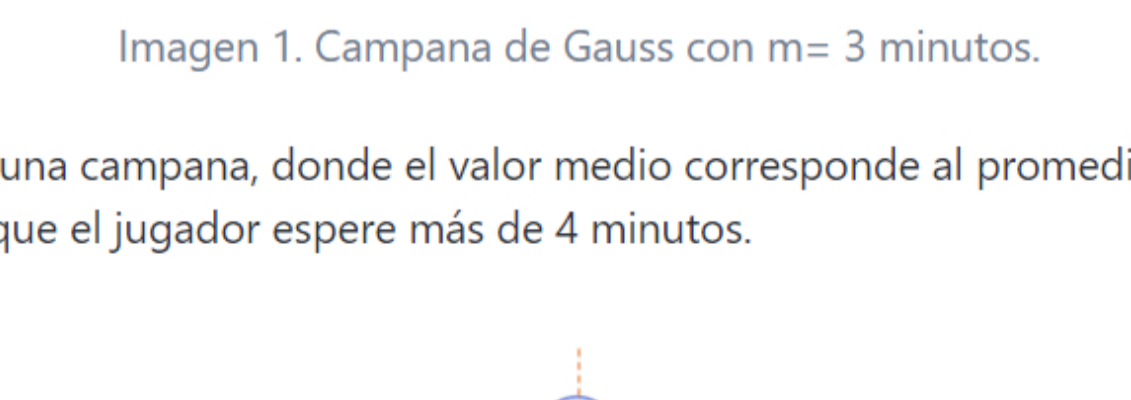 Imagen 1. Campana de Gauss con m= 3 minutos.
una campana, donde el valor medio corresponde al promedi
que el jugador espere más de 4 minutos.